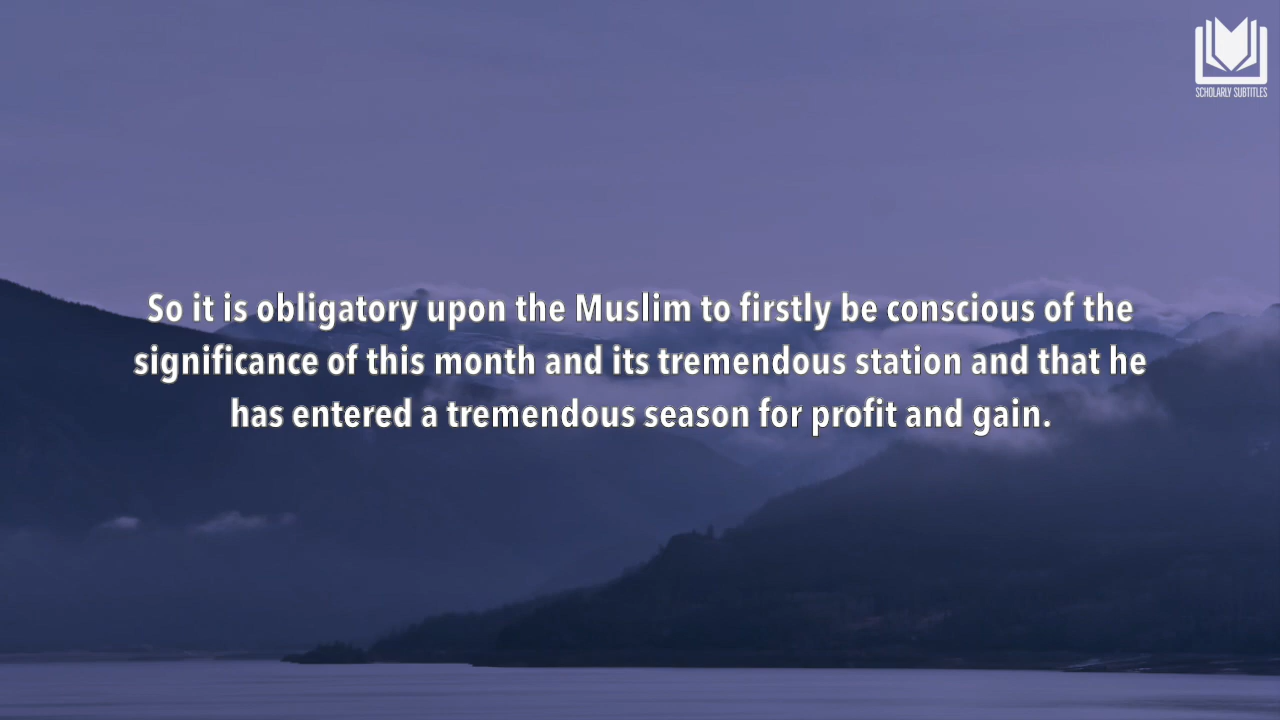 SCHOLARLY SUBTITLES
So it is obligatory upon the Muslim to firstly be conscious of the
significance of this month and its tremendous station and that he
has entered a tremendous season for profit and gain.